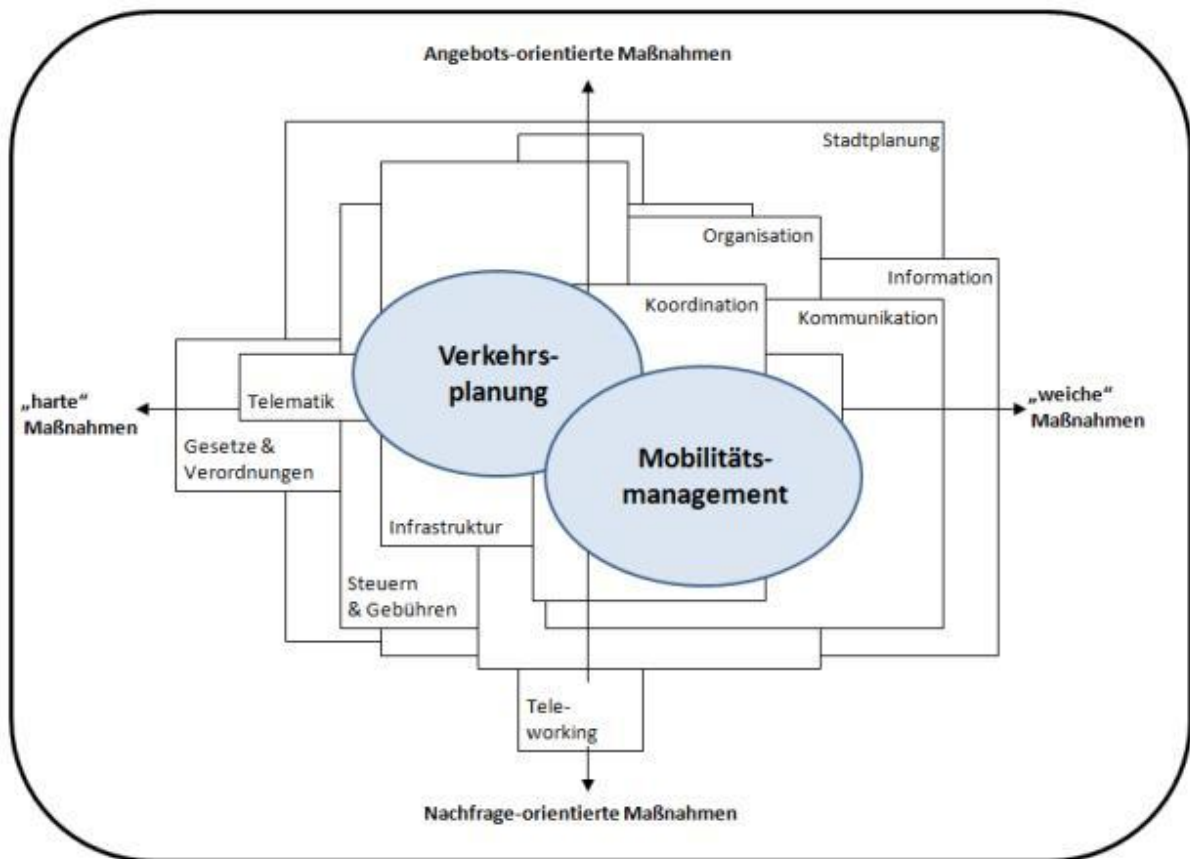 Angebots-orientierte Maßnahmen
Stadtplanung
Organisation
Information
Koordination
Kommunikation
Verkehrs-
planung
„harte“
Maßnahmen
Telematik
„weiche“
Maßnahmen
Gesetze &
Verordnungen
Mobilitäts-
management
Infrastruktur
Steuern
& Gebühren
Tele-
working
Nachfrage-orientierte Maßnahmen